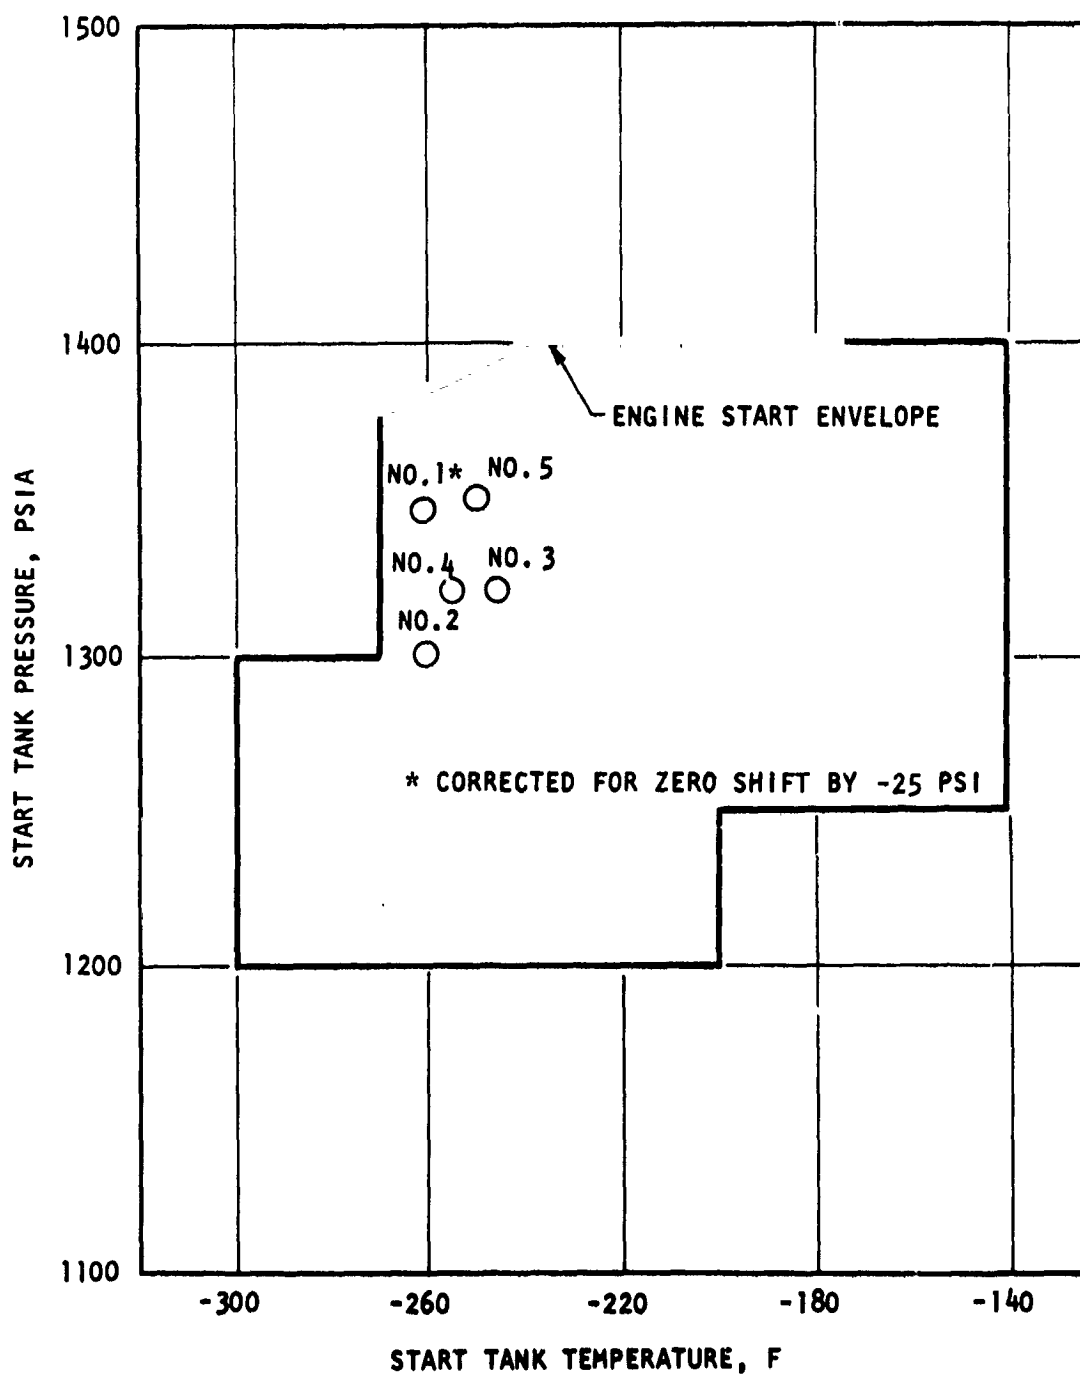 1500
1400
ENGINE START ENVELOPE
NO.1* NO.5
NO.4 NO.3
NO.2
1300
* CORRECTED FOR ZERO SHIFT BY -25 PSI
1200
1100
-300 -260 -220 -180 -140
START TANK TEMPERATURE, F
START TANK PRESSURE, PSIA